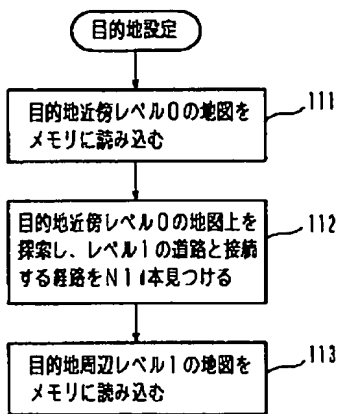 目的地設定
目的地近傍レベル0の地図を
メモリに読み込む
111
目的地近傍レベル0の地図上を
探索し、レベル1の道路と接続
する経路をN1d本見つける
112
目的地周辺レベル1の地図を
メモリに読み込む
113